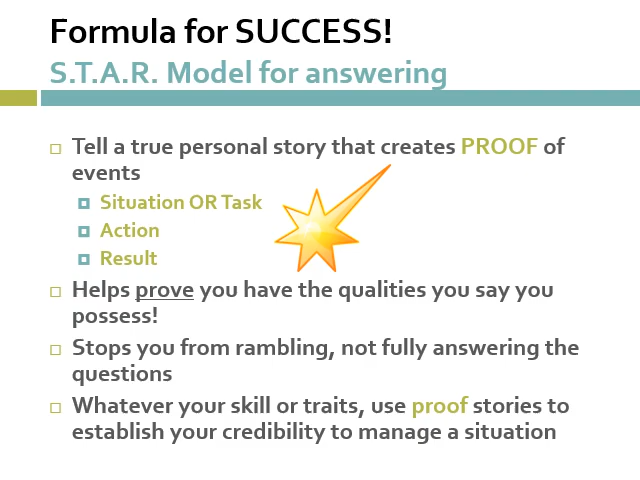 Formula for SUCCESS!
S.T.A.R. Model for answering
Tell a true personal story that creates PROOF of
events
Situation OR Task
Action
Result
Helps prove you have the qualities you say you
possess!
Stops you from rambling, not fully answering the
questions
Whatever your skill or traits, use proof stories to
establish your credibility to manage a situation